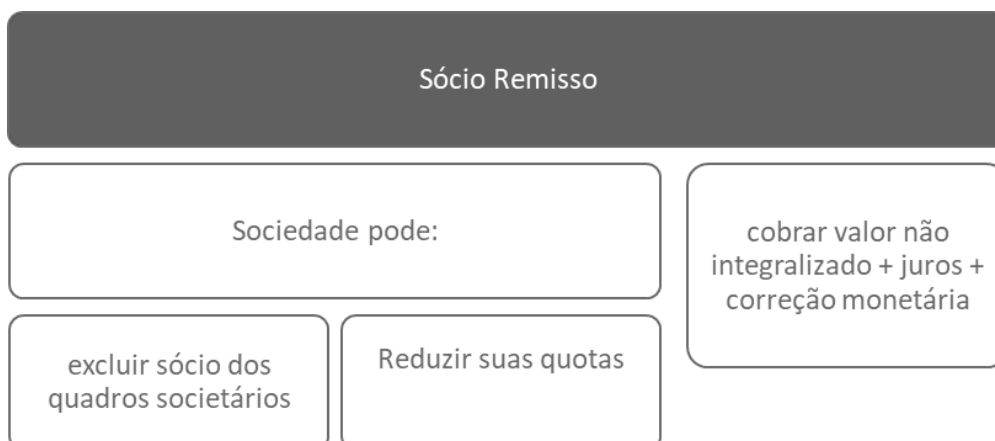 Sócio Remisso
Sociedade pode:
cobrar valor não
integralizado + juros +
correção monetária
excluir sócio dos
quadros societários
Reduzir suas quotas